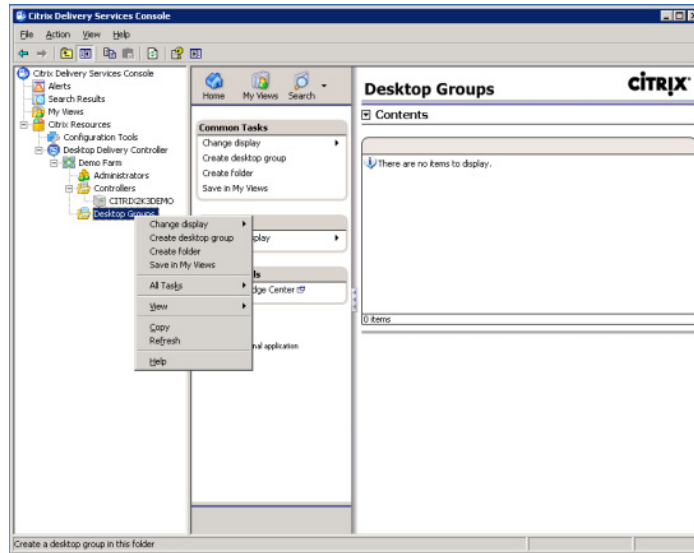 Citrix Delivery Services Console
File Action View Help
Citrix Delivery Services Console
Alerts
Search Results
My Views
Citrix Resources
Configuration Tools
Desktop Delivery Controller
Demo Farm
Administrators
Controllers
CITRIX2K3DEMO
Desktop Groups
Change display
Create desktop group
Create folder
Save in My Views
All Tasks
View
Copy
Refresh
Help
Home My Views Search
Common Tasks
Change display
Create desktop group
Create folder
Save in My Views
play
ls
dge Center
nal application
Desktop Groups
CITRIX
Contents
There are no items to display.
0 items
Create a desktop group in this folder